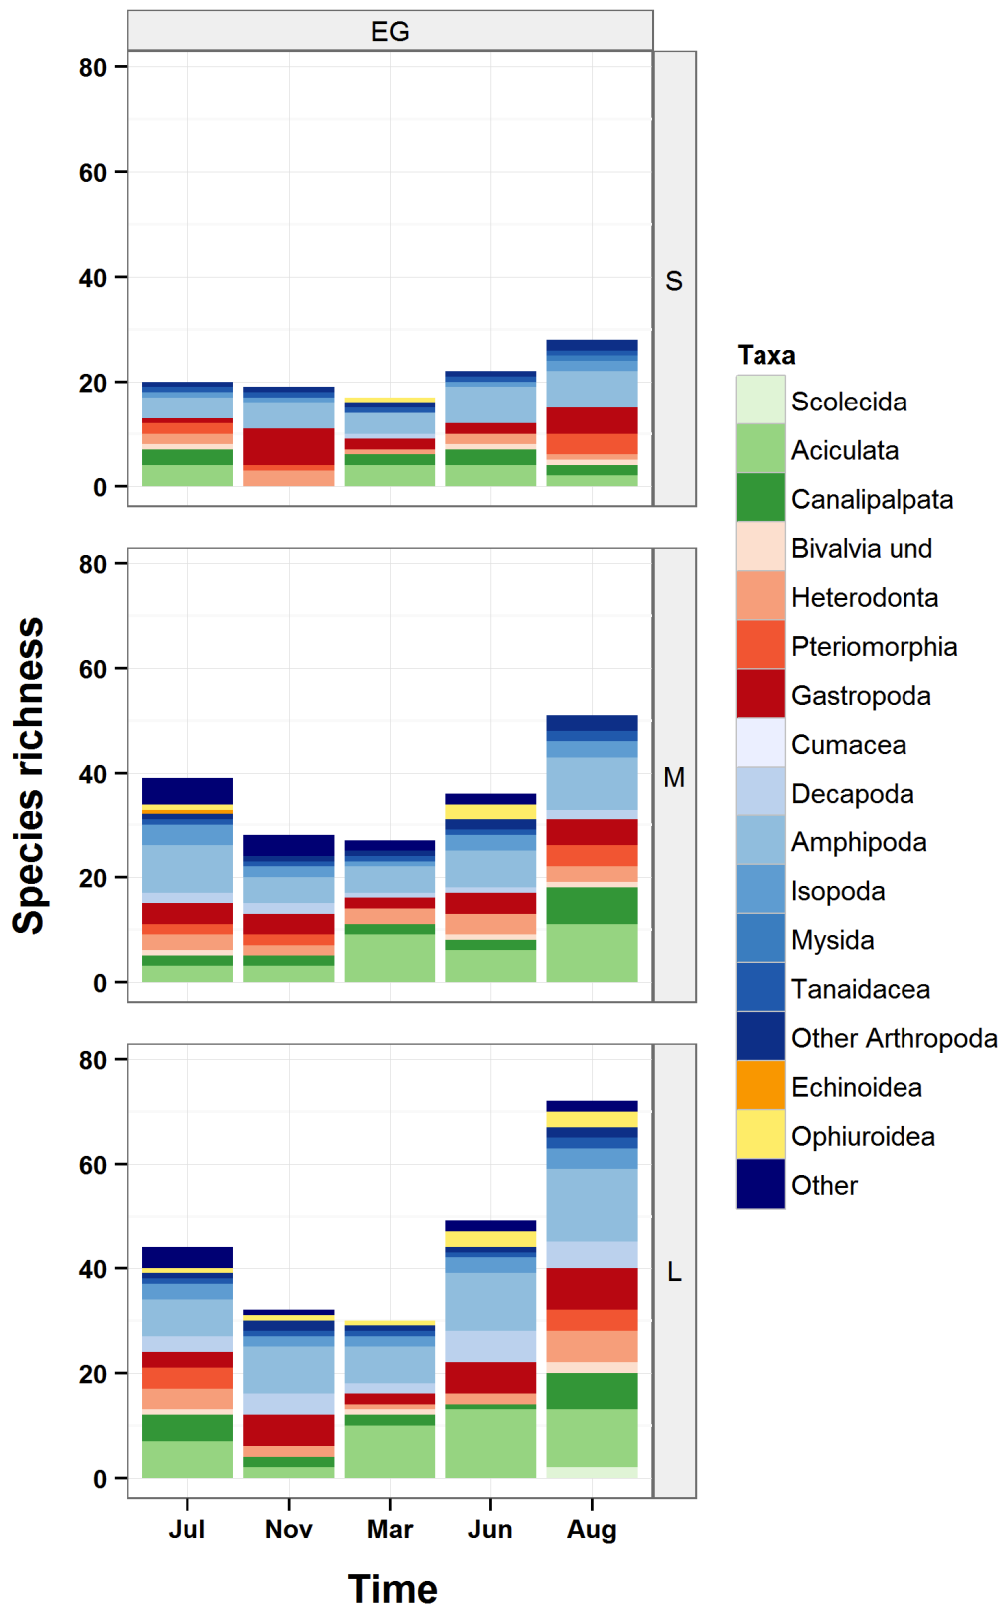 EG
80
60
40
20
0
S
80
60
40
20
0
M
80
60
40
20
0
L
Species richness
Jul Nov Mar Jun Aug
Time
Taxa
Scolecida
Aciculata
Canalipalpata
Bivalvia und
Heterodonta
Pteriomorphia
Gastropoda
Cumacea
Decapoda
Amphipoda
Isopoda
Mysida
Tanaidacea
Other Arthropoda
Echinoidea
Ophiuroidea
Other